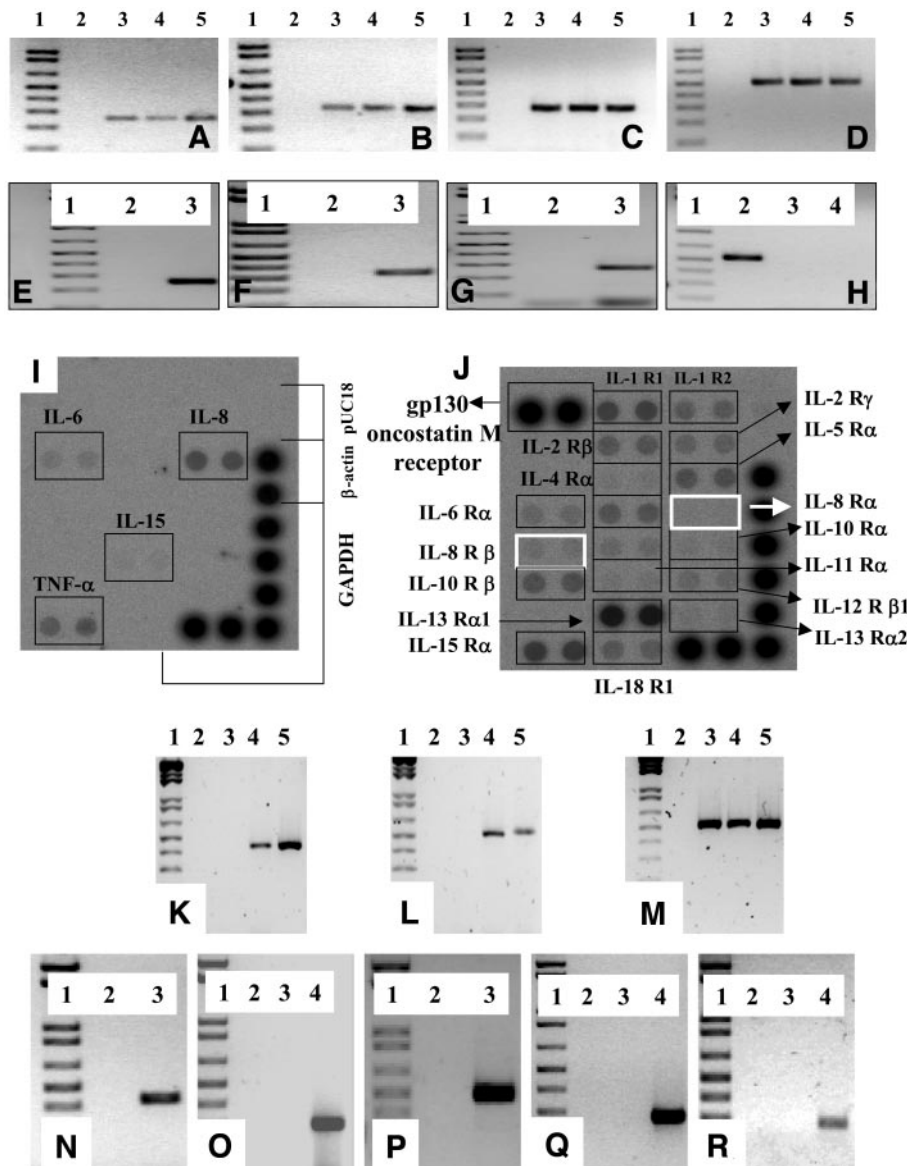 1 2 3 4 5
1 2 3 4 5
1 2 3 4 5
1 2 3 4 5
A
B
C
D
1 2 3
1 2 3
1 2 3
1 2 3 4
E
F
G
H
I
IL-6
IL-8
IL-15
TNF-α
pUC18
β-actin
GAPDH
J
IL-1 R1
IL-1 R2
gp130
oncostatin M
receptor
IL-2 Rβ
IL-4 Rα
IL-6 Rα
IL-8 R β
IL-10 R β
IL-13 Rα1
IL-15 Rα
IL-2 Rγ
IL-5 Rα
IL-8 Rα
IL-10 Rα
IL-11 Rα
IL-12 R β1
IL-13 Rα2
IL-18 R1
1 2 3 4 5
1 2 3 4 5
1 2 3 4 5
K
L
M
1 2 3
1 2 3 4
1 2 3
1 2 3 4
1 2 3 4
N
O
P
Q
R